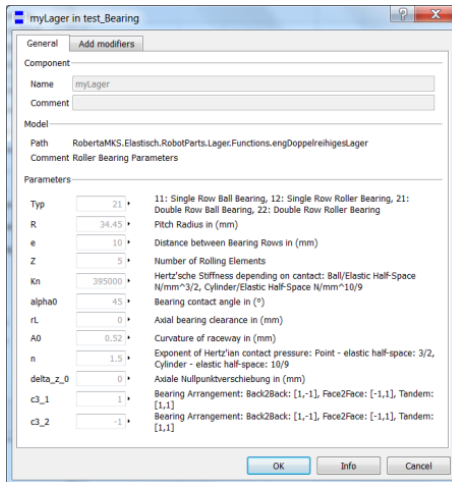 myLager in test_Bearing
General Add modifiers
Component
Name myLager
Comment
Model
Path RobertaMKS.Elastisch.RobotParts.Lager.Functions.engDoppelreihigesLager
Comment Roller Bearing Parameters
Parameters
Typ 21 11: Single Row Ball Bearing, 12: Single Row Roller Bearing, 21:
Double Row Ball Bearing, 22: Double Row Roller Bearing
R 34.45 Pitch Radius in (mm)
e 10 Distance between Bearing Rows in (mm)
Z 5 Number of Rolling Elements
Kn 395000 Hertz'sche Stiffness depending on cantact: Ball/Elastic Half-Space
N/mm^3/2, Cylinder/Elastic Half-Space N/mm^10/9
alpha0 45 Bearing contact angle in (°)
rL 0 Axial bearing clearance in (mm)
A0 0.52 Curvature of raceway in (mm)
n 1.5 Exponent of Hertz'ian contact pressure: Point - elastic half-space: 3/2,
Cylinder - elastic half-space: 10/9
delta_z_0 0 Axiale Nullpunktverschiebung in (mm)
c3_1 1 Bearing Arrangement: Back2Back: [1,-1], Face2Face: [-1,1], Tandem:
[1,1]
c3_2 -1 Bearing Arrangement: Back2Back: [1,-1], Face2Face: [-1,1], Tandem:
[1,1]
OK Info Cancel